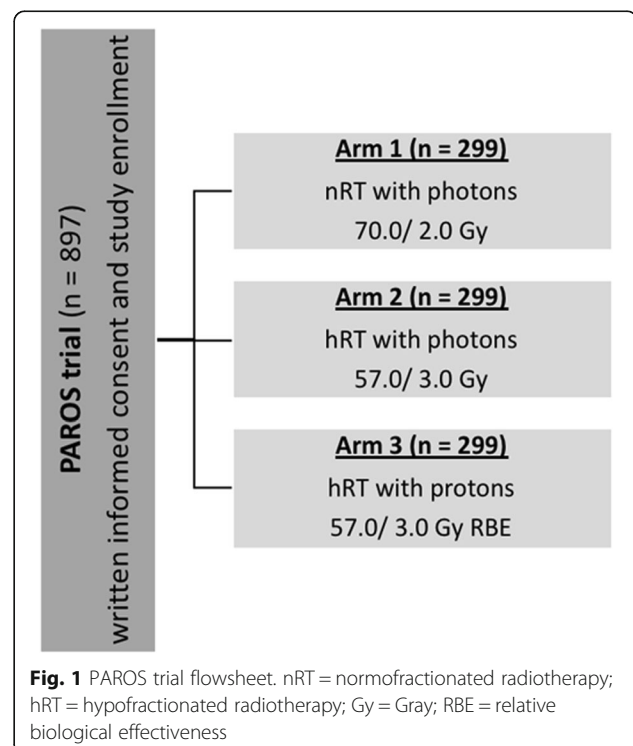 PAROS trial (n = 897)
written informed consent and study enrollment
Arm 1 (n = 299)
nRT with photons
70.0/ 2.0 Gy
Arm 2 (n = 299)
hRT with photons
57.0/ 3.0 Gy
Arm 3 (n = 299)
hRT with protons
57.0/ 3.0 Gy RBE
Fig. 1 PAROS trial flowsheet. nRT = normofractionated radiotherapy;
hRT = hypofractionated radiotherapy; Gy = Gray; RBE = relative
biological effectiveness